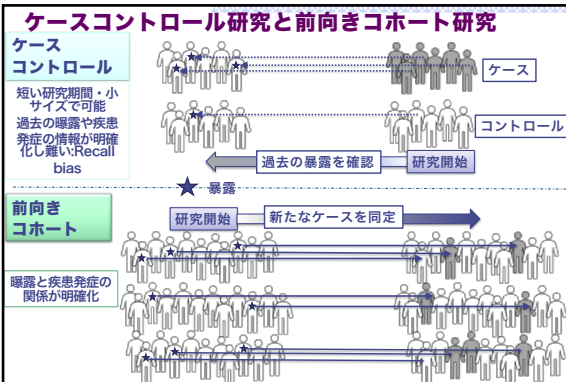 ケースコントロール研究と前向きコホート研究
ケース
コントロール
短い研究期間・小
サイズで可能
過去の曝露や疾患
発症の情報が明確
化し難い:Recall
bias
ケース
コントロール
過去の暴露を確認
研究開始
暴露
前向き
コホート
研究開始
新たなケースを同定
曝露と疾患発症の
関係が明確化